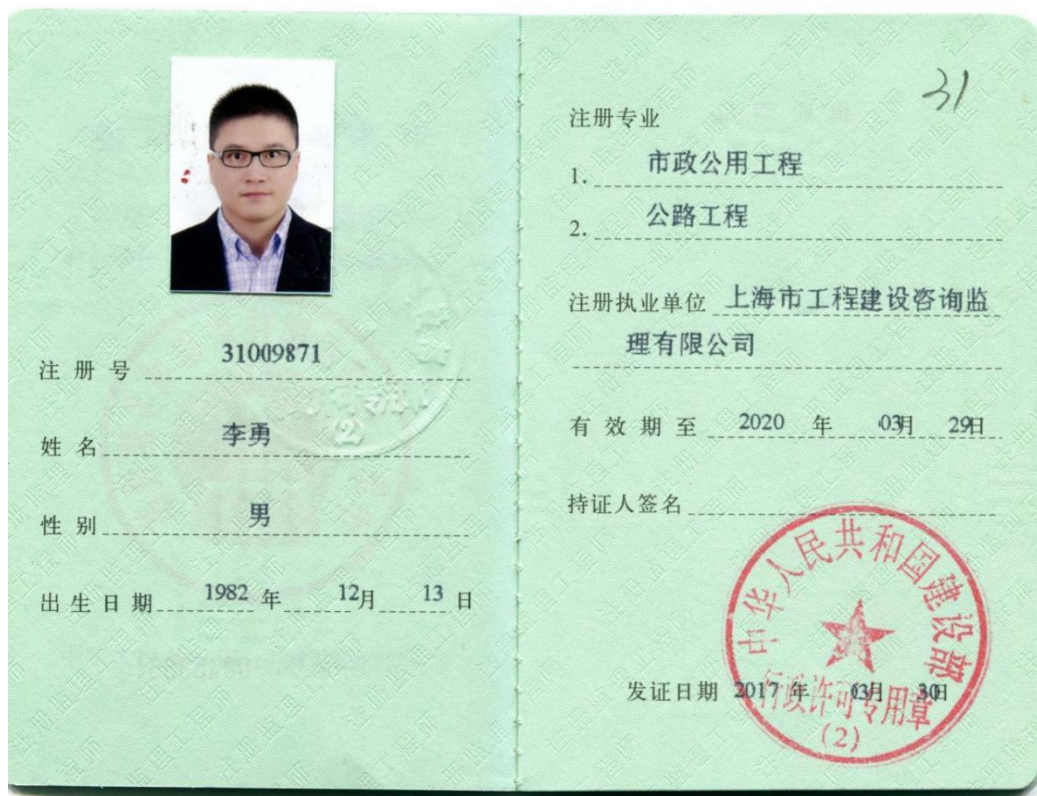 注 册 号 31009871
姓 名 李勇
性 别 男
出 生 日 期 1982 年 12月 13 日
31
注册专业
1. 市政公用工程
2. 公路工程
注册执业单位 上海市工程建设咨询监
理有限公司
有 效 期 至 2020 年 03月 29日
持证人签名
中华人民共和国建设部
发证日期 2017 年 03月 30日
行政许可专用章
(2)